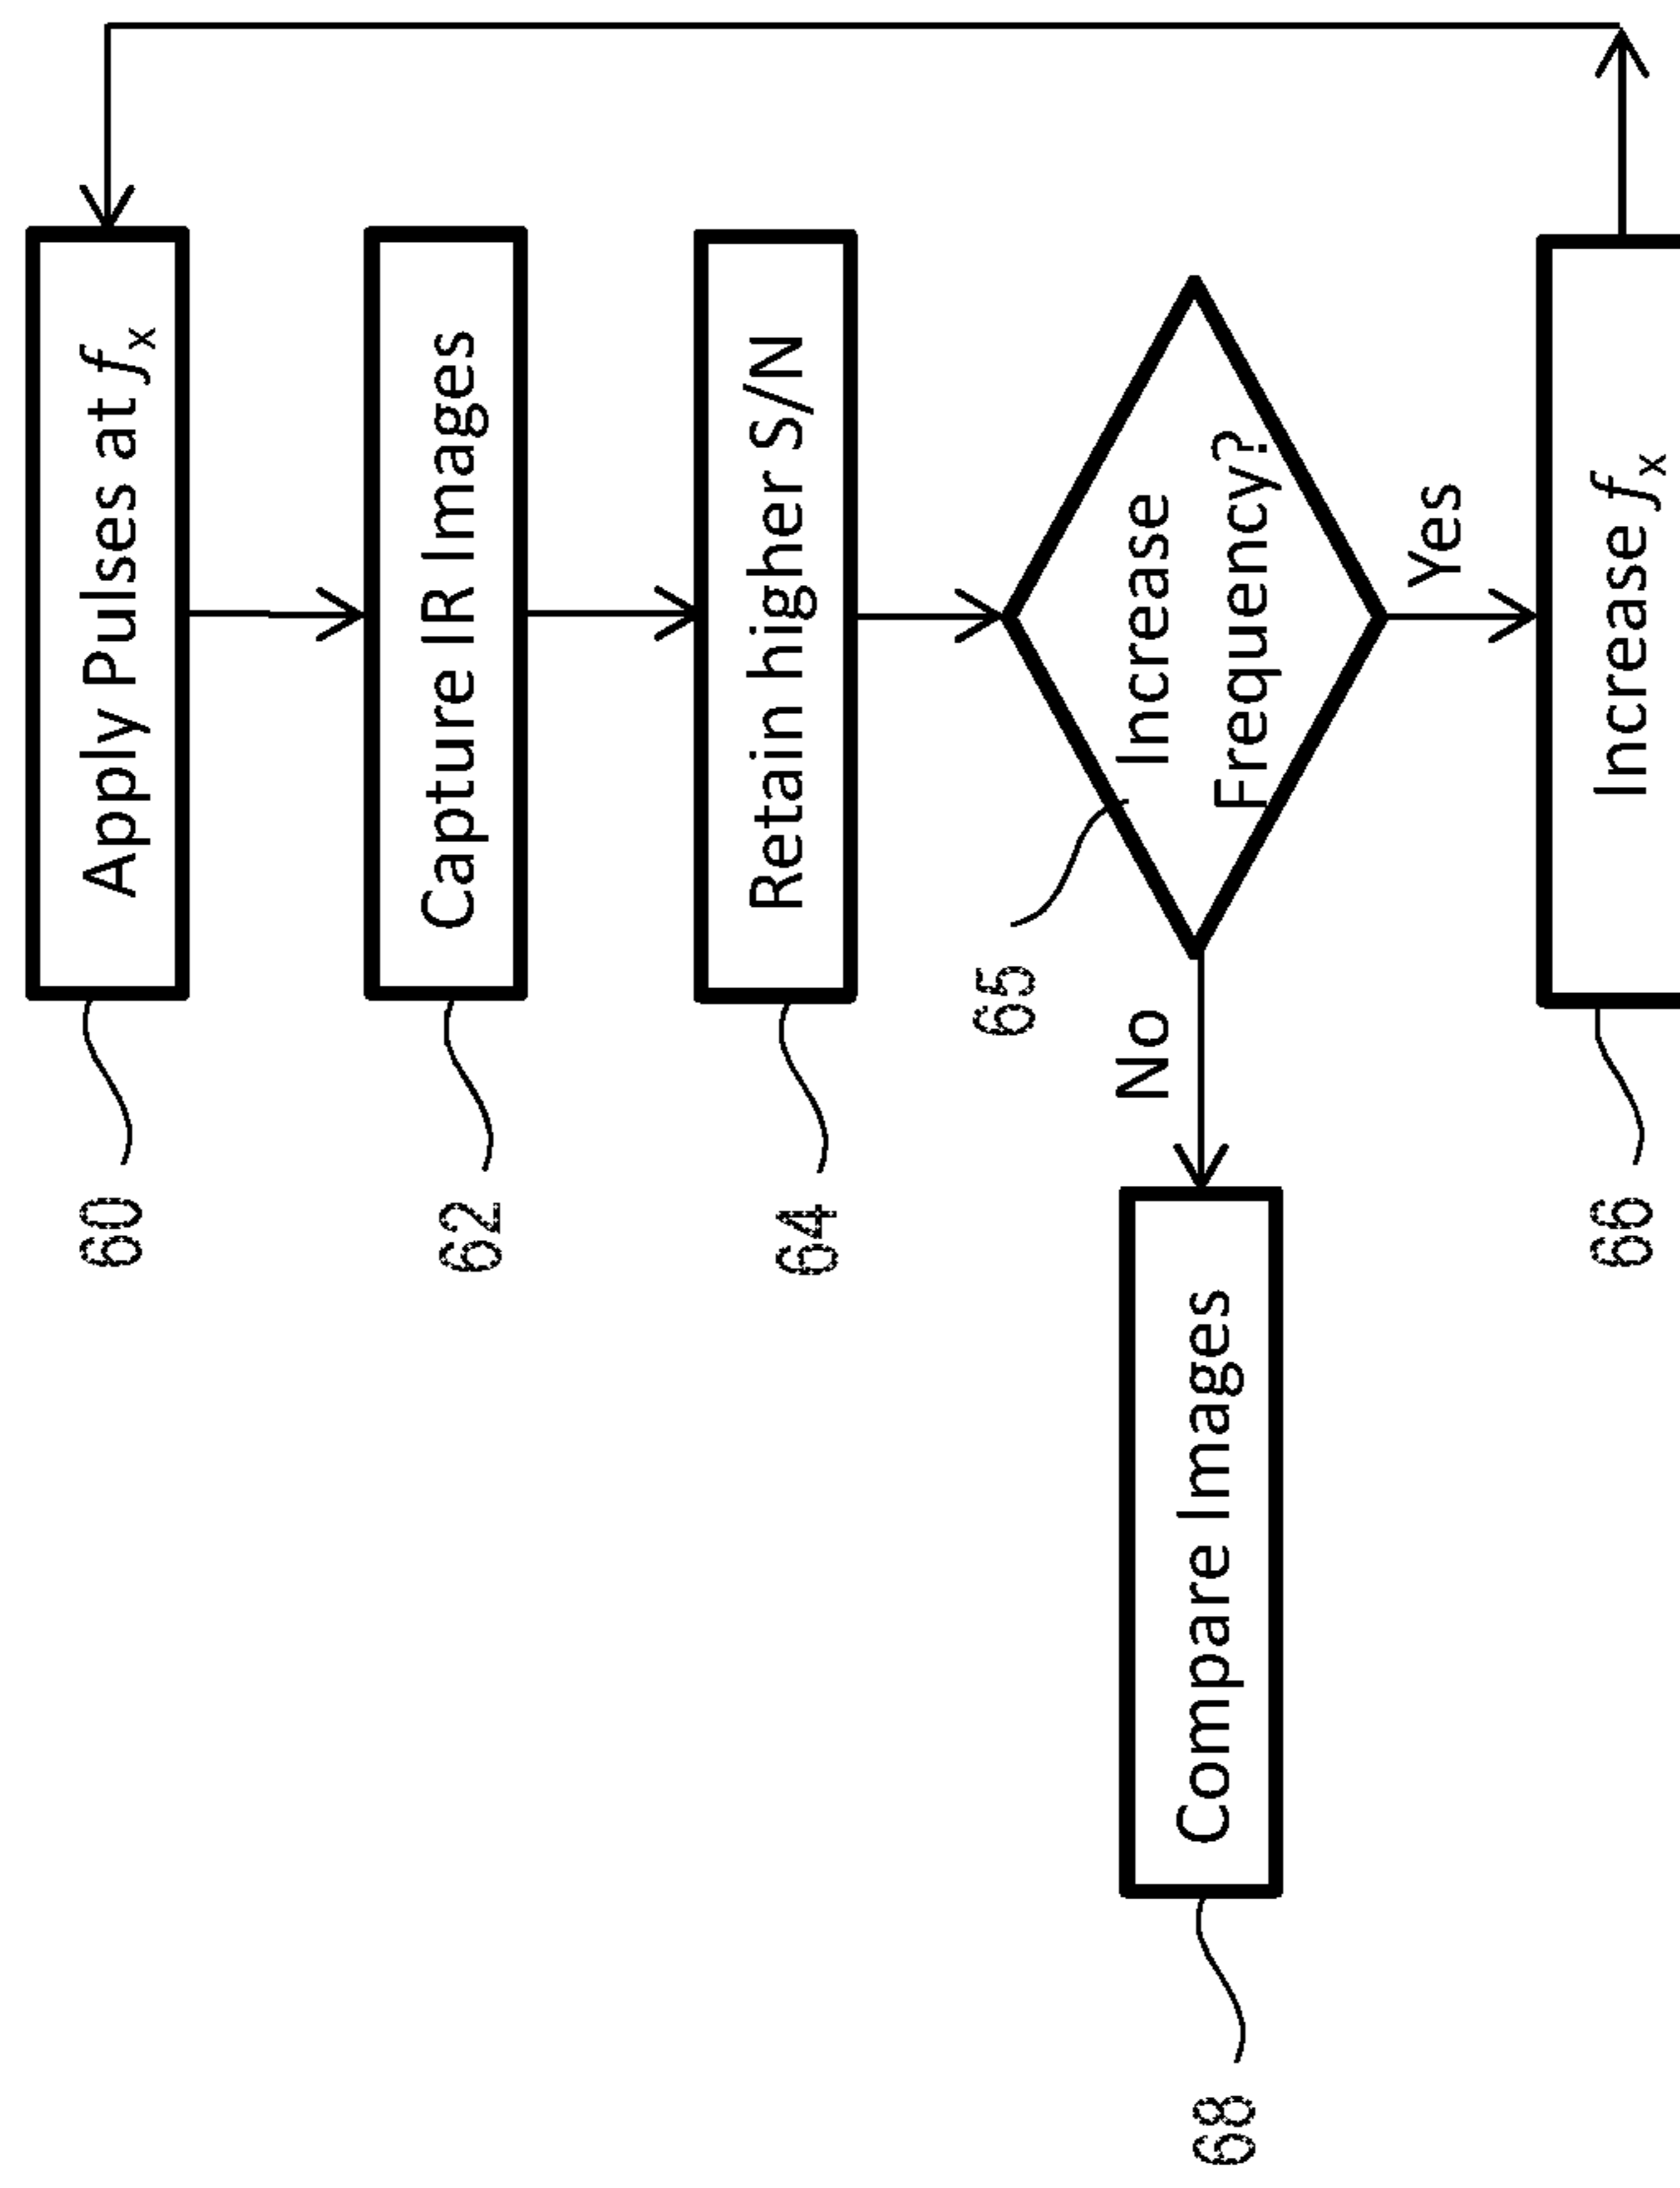 60
Apply Pulses at fx
62
Capture IR Images
64
Retain higher S/N
65
Increase
Frequency?
No
Yes
68
Compare Images
66
Increase fx